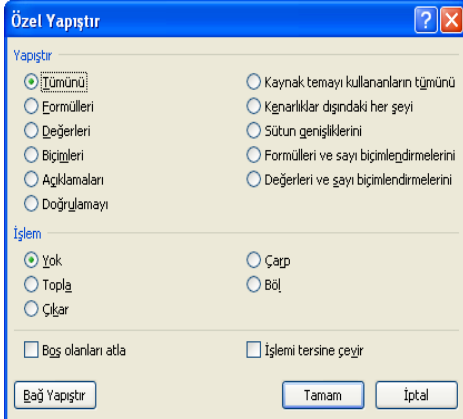 Özel Yapıştır
Yapıştır
Tümünü
Kaynak temayı kullananların tümünü
Formülleri
Kenarlıklar dışındaki her şeyi
Değerleri
Sütun genişliklerini
Biçimleri
Formülleri ve sayı biçimlendirmelerini
Açıklamaları
Değerleri ve sayı biçimlendirmelerini
Doğrulamayı
İşlem
Yok
Çarp
Topla
Böl
Çıkar
Boş olanları atla
İşlemi tersine çevir
Bağ Yapıştır
Tamam
İptal